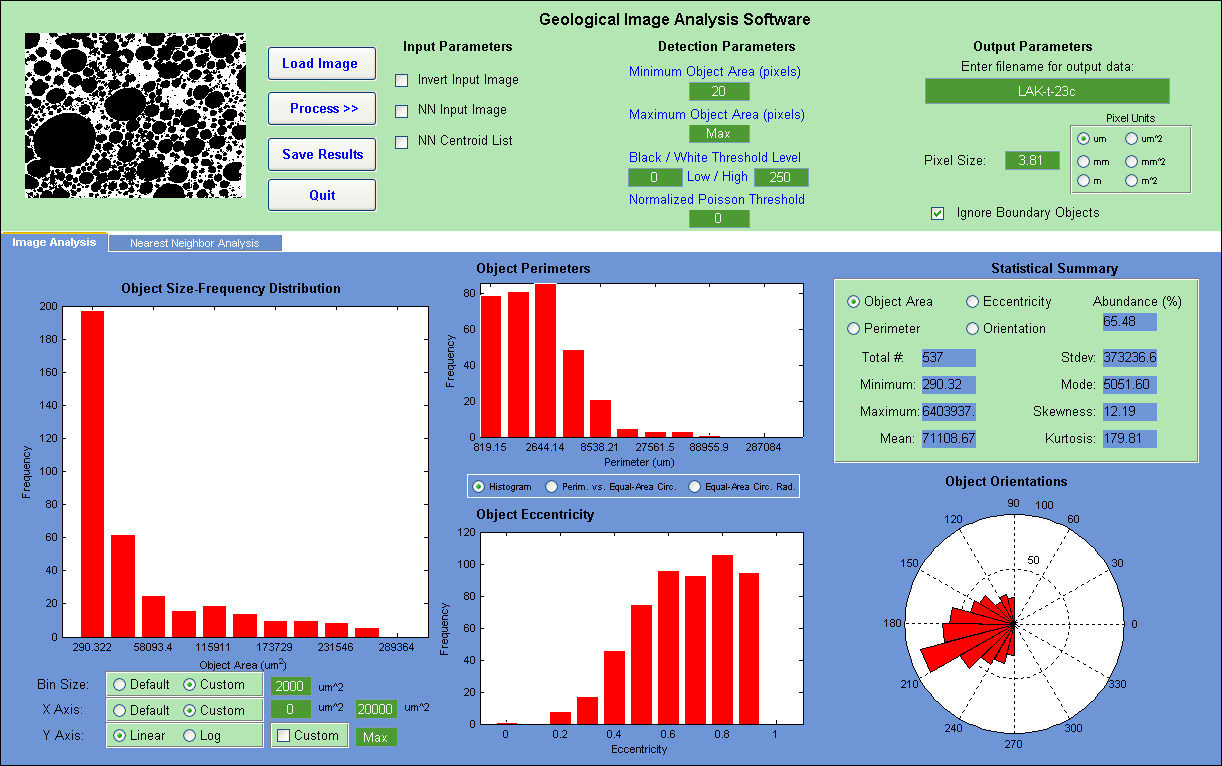 Geological Image Analysis Software
Load Image
Process >>
Save Results
Quit
Input Parameters
Invert Input Image
NN Input Image
NN Centroid List
Detection Parameters
Minimum Object Area (pixels)
20
Maximum Object Area (pixels)
Max
Black / White Threshold Level
0 Low / High 250
Normalized Poisson Threshold
0
Output Parameters
Enter filename for output data:
LAK-t-23c
Pixel Units
Pixel Size: 3.81
um um^2
mm mm^2
m m^2
Ignore Boundary Objects
Image Analysis Nearest Neighbor Analysis
Object Size-Frequency Distribution
200
180
160
140
120
100
80
60
40
20
0
Frequency
290.322 58093.4 115911 173729 231546 289364
Object Area (um²)
Bin Size: Default Custom 2000 um^2
X Axis: Default Custom 0 um^2 20000 um^2
Y Axis: Linear Log Custom Max
Object Perimeters
80
60
40
20
0
Frequency
819.15 2644.14 8538.21 27561.5 88955.9 287084
Perimeter (um)
Histogram Perim. vs. Equal-Area Circ. Equal-Area Circ. Rad.
Object Eccentricity
120
100
80
60
40
20
0
Frequency
0 0.2 0.4 0.6 0.8 1
Eccentricity
Statistical Summary
Object Area Eccentricity Abundance (%)
Perimeter Orientation 65.48
Total #: 537 Stdev: 373236.6
Minimum: 290.32 Mode: 5051.60
Maximum: 6403937. Skewness: 12.19
Mean: 71108.67 Kurtosis: 179.81
Object Orientations
90 100
120 60
50
150 30
180 0
210 330
240 300
270